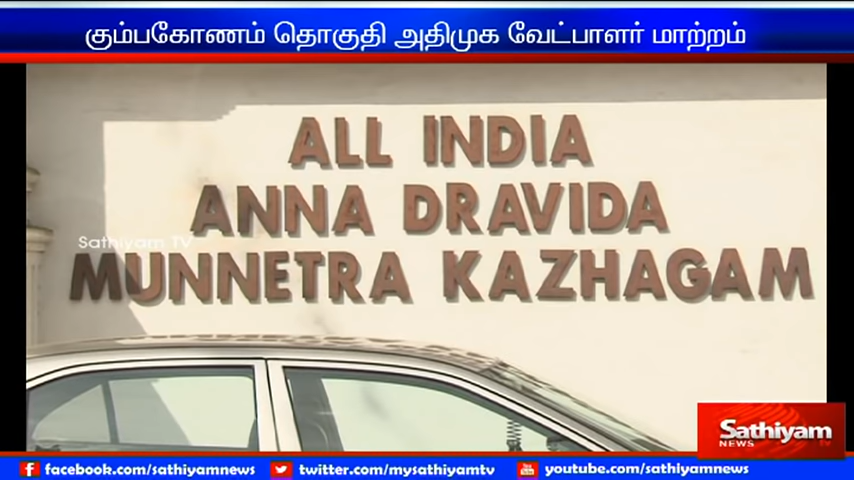 கும்பகோணம் தொகுதி அதிமுக வேட்பாளர் மாற்றம்
ALL INDIA
ANNA DRAVIDA
Sathiyam TV
MUNNETRA KAZHAGAM
Sathiyam
NEWS
facebook.com/sathiyamnews twitter.com/mysathiyamtv youtube.com/sathiyamnews